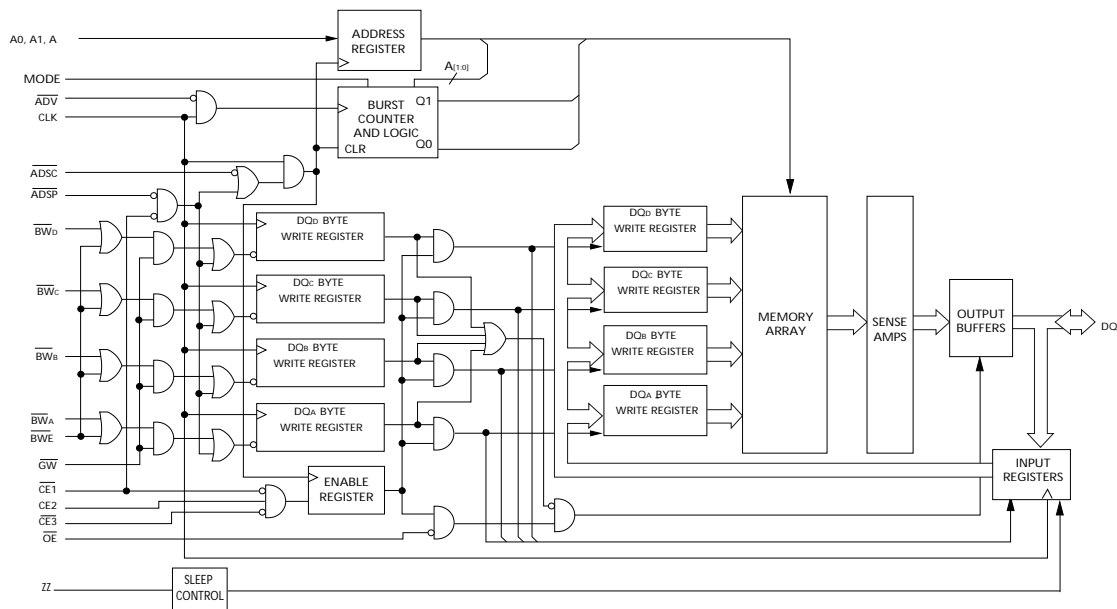 A0, A1, A
ADDRESS
REGISTER
MODE
A[1:0]
ADV
CLK
BURST
COUNTER
AND LOGIC
CLR
Q1
Q0
ADSC
ADSP
BWD
DQD BYTE
WRITE REGISTER
BWC
DQC BYTE
WRITE REGISTER
BWB
DQB BYTE
WRITE REGISTER
BWA
BWE
DQA BYTE
WRITE REGISTER
GW
CE1
CE2
CE3
OE
ENABLE
REGISTER
ZZ
SLEEP
CONTROL
DQD BYTE
WRITE REGISTER
DQC BYTE
WRITE REGISTER
DQB BYTE
WRITE REGISTER
DQA BYTE
WRITE REGISTER
MEMORY
ARRAY
SENSE
AMPS
OUTPUT
BUFFERS
DQ
INPUT
REGISTERS